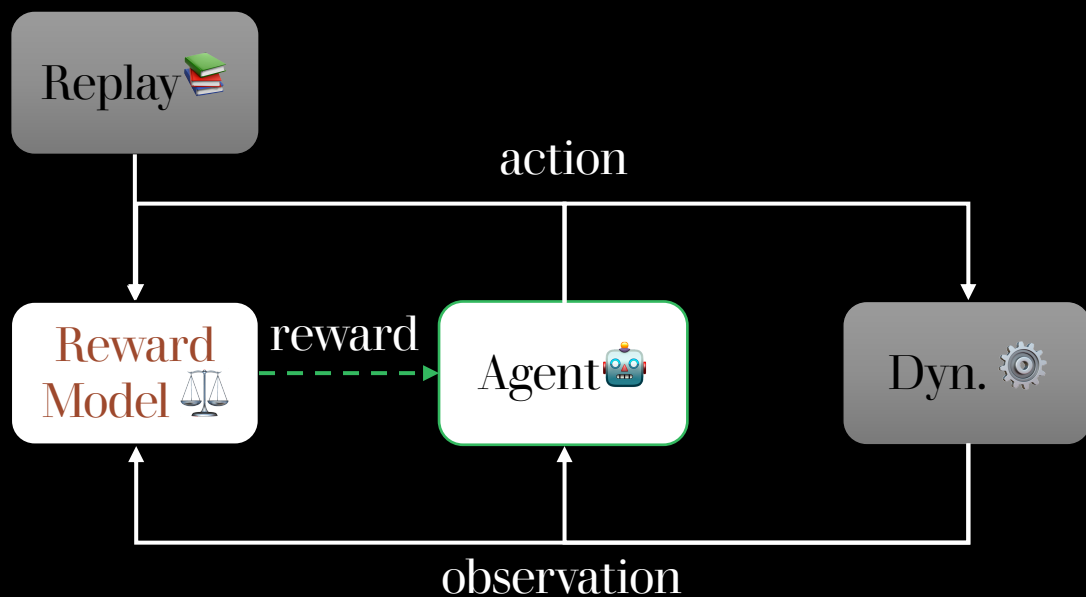 Replay
action
Reward
Model
reward
Agent
Dyn.
observation